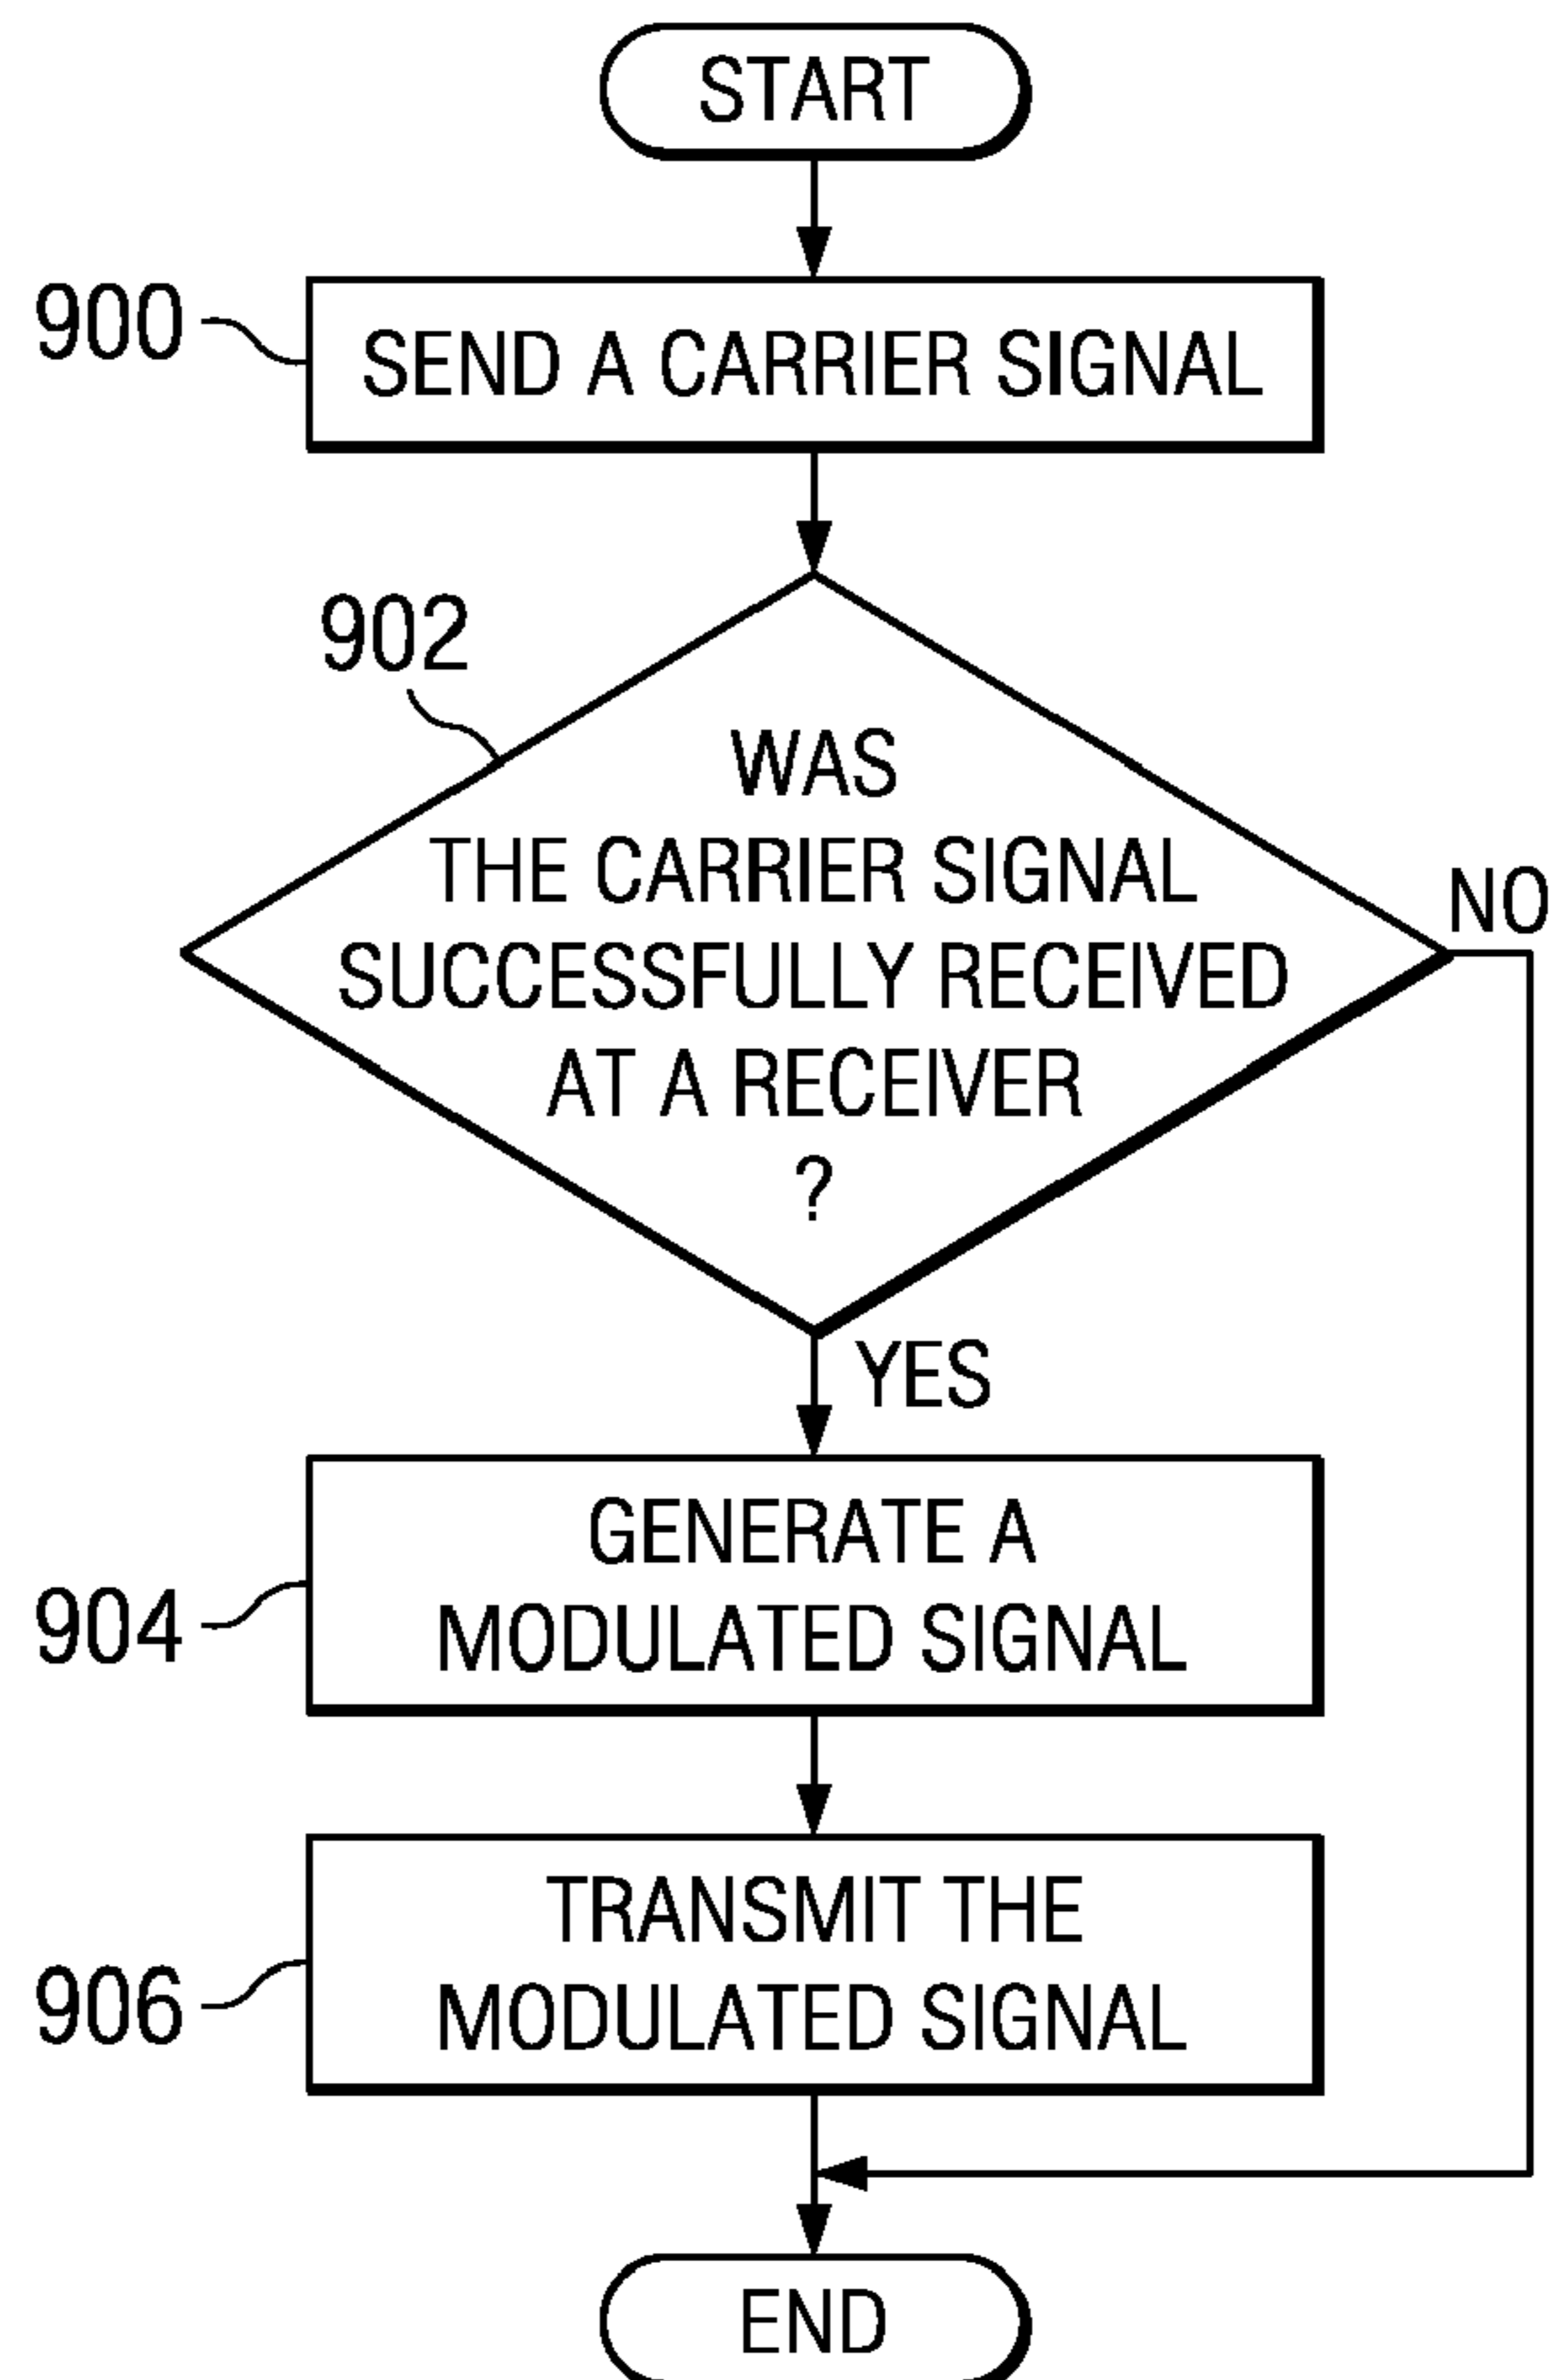 START
900
SEND A CARRIER SIGNAL
902
WAS
THE CARRIER SIGNAL
SUCCESSFULLY RECEIVED
AT A RECEIVER
?
NO
YES
904
GENERATE A
MODULATED SIGNAL
906
TRANSMIT THE
MODULATED SIGNAL
END